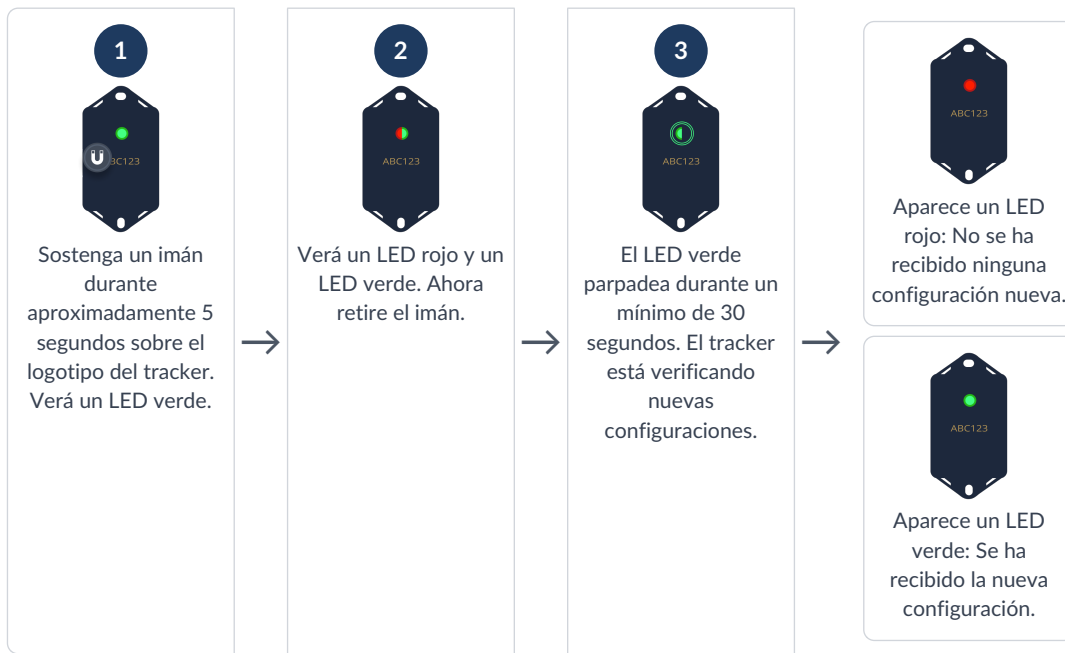 1
ABC123
Sostenga un imán
durante
aproximadamente 5
segundos sobre el
logotipo del tracker.
Verá un LED verde.
2
ABC123
Verá un LED rojo y un
LED verde. Ahora
retire el imán.
3
ABC123
El LED verde
parpadea durante un
mínimo de 30
segundos. El tracker
está verificando
nuevas
configuraciones.
ABC123
Aparece un LED
rojo: No se ha
recibido ninguna
configuración nueva.
ABC123
Aparece un LED
verde: Se ha
recibido la nueva
configuración.